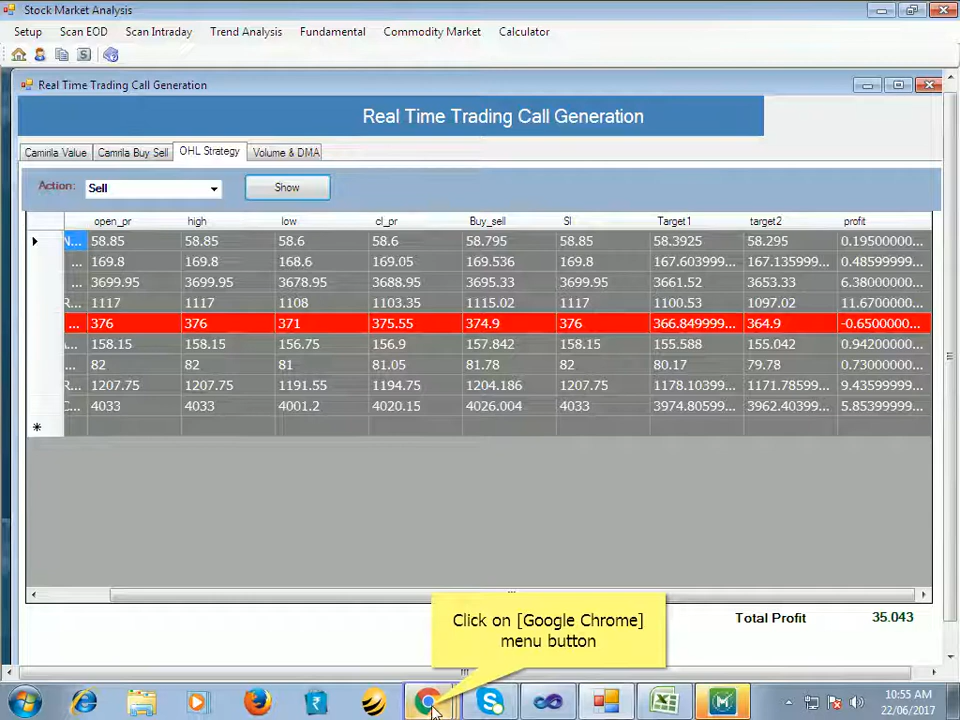 Stock Market Analysis
Setup Scan EOD Scan Intraday Trend Analysis Fundamental Commodity Market Calculator
Real Time Trading Call Generation
Real Time Trading Call Generation
Camirla Value Camrila Buy Sell OHL Strategy Volume & DMA
Action: Sell Show
open_pr high low cl_pr Buy_sell Sl Target1 target2 profit
N... 58.85 58.85 58.6 58.6 58.795 58.85 58.3925 58.295 0.19500000...
... 169.8 169.8 168.6 169.05 169.536 169.8 167.603999... 167.135999... 0.48599999...
... 3699.95 3699.95 3678.95 3688.95 3695.33 3699.95 3661.52 3653.33 6.38000000...
R... 1117 1117 1108 1103.35 1115.02 1117 1100.53 1097.02 11.6700000...
... 376 376 371 375.55 374.9 376 366.849999... 364.9 -0.6500000...
A... 158.15 158.15 156.75 156.9 157.842 158.15 155.588 155.042 0.94200000...
... 82 82 81 81.05 81.78 82 80.17 79.78 0.73000000...
R... 1207.75 1207.75 1191.55 1194.75 1204.186 1207.75 1178.10399... 1171.78599... 9.43599999...
C... 4033 4033 4001.2 4020.15 4026.004 4033 3974.80599... 3962.40399... 5.85399999...
Click on [Google Chrome]
menu button
Total Profit 35.043
10:55 AM
22/06/2017